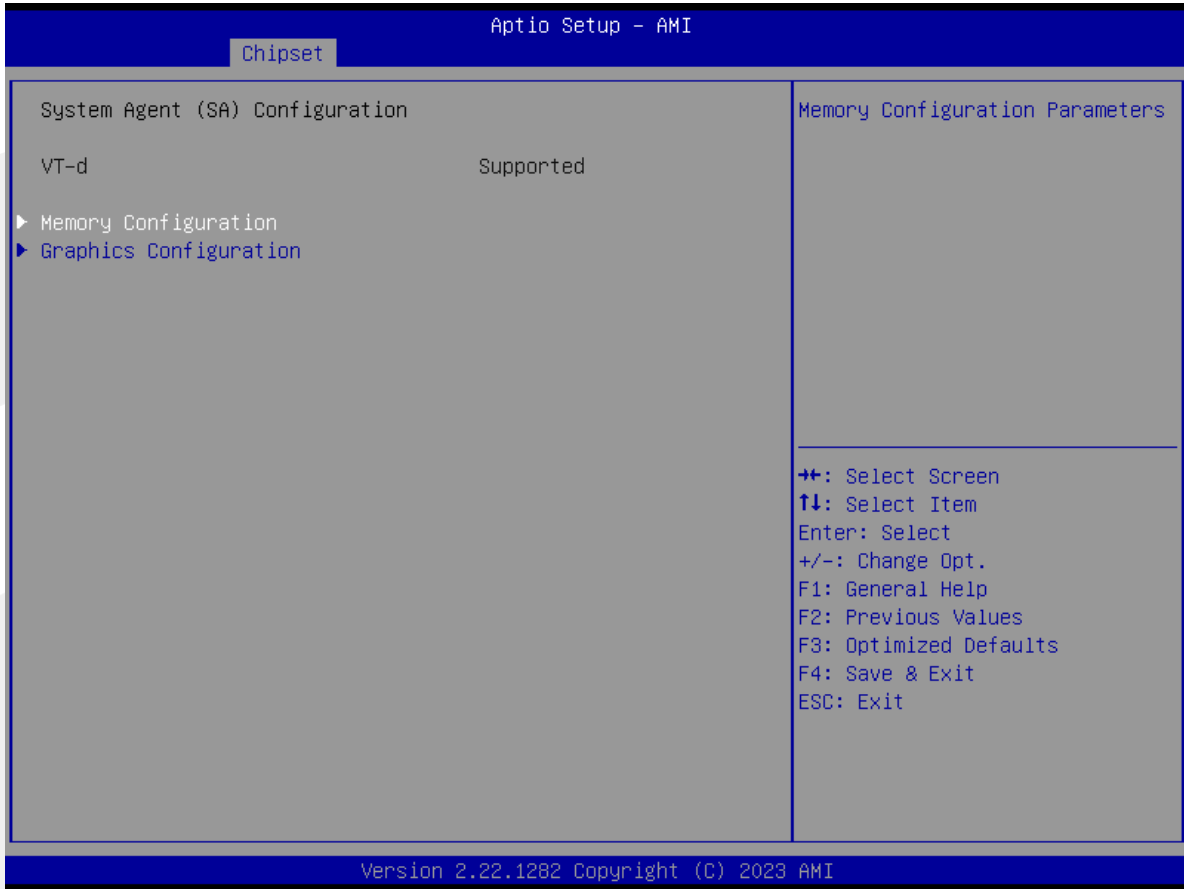 Aptio Setup – AMI
Chipset
System Agent (SA) Configuration
VT-d Supported
▶ Memory Configuration
▶ Graphics Configuration
Memory Configuration Parameters
→←: Select Screen
↑↓: Select Item
Enter: Select
+/-: Change Opt.
F1: General Help
F2: Previous Values
F3: Optimized Defaults
F4: Save & Exit
ESC: Exit
Version 2.22.1282 Copyright (C) 2023 AMI